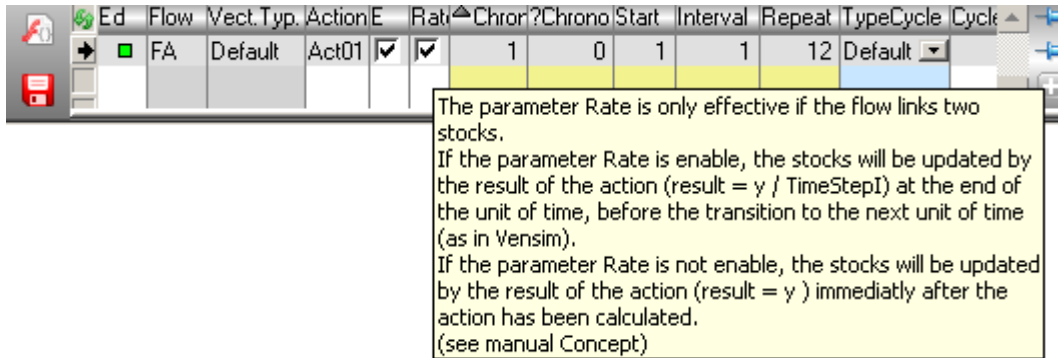 Ed Flow Vect.Typ. Action E Rat Chror ?Chrono Start Interval Repeat TypeCycle Cycle
FA Default Act01 1 0 1 1 12 Default
The parameter Rate is only effective if the flow links two
stocks.
If the parameter Rate is enable, the stocks will be updated by
the result of the action (result = y / TimeStepI) at the end of
the unit of time, before the transition to the next unit of time
(as in Vensim).
If the parameter Rate is not enable, the stocks will be updated
by the result of the action (result = y ) immediatly after the
action has been calculated.
(see manual Concept)